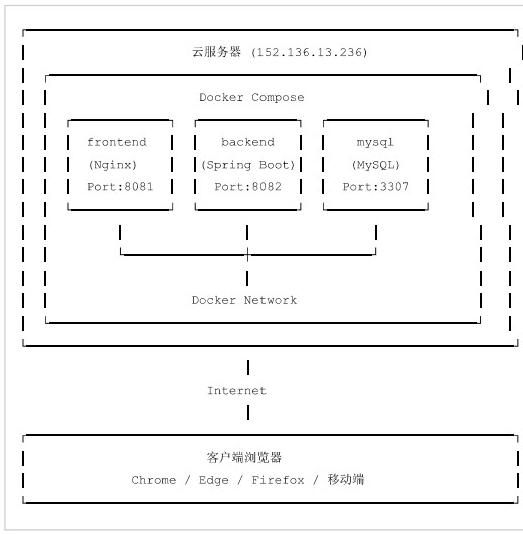 云服务器 (152.136.13.236)
Docker Compose
frontend backend mysql
(Nginx) (Spring Boot) (MySQL)
Port:8081 Port:8082 Port:3307
Docker Network
Internet
客户端浏览器
Chrome / Edge / Firefox / 移动端